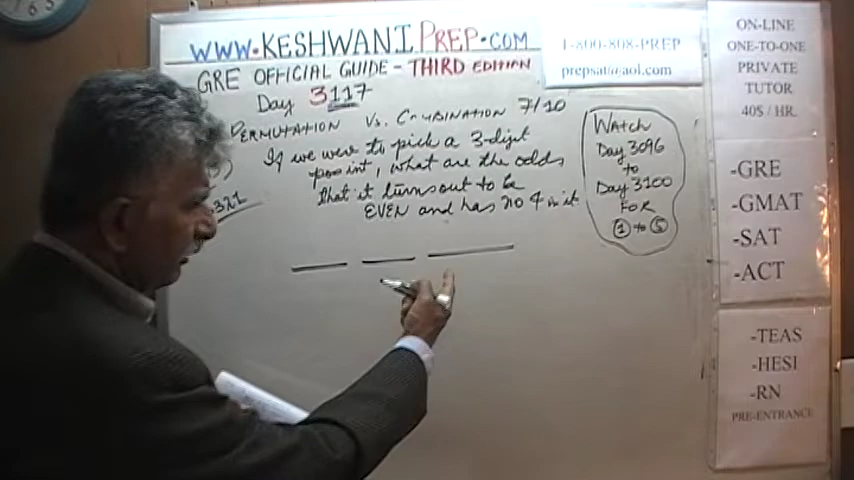 WWW.KESHWANIPREP.COM
GRE OFFICIAL GUIDE - THIRD EDITION
Day 3117
PERMUTATION Vs. COMBINATION 7/10
If we were to pick a 3-digit
pos int, what are the odds
that it turns out to be
EVEN and has no 4 in it
1-800-808-PREP
prepsat@aol.com
WATCH
Day 3096
to
Day 3100
FOR
1 to 5
ON-LINE
ONE-TO-ONE
PRIVATE
TUTOR
40$ / HR.
-GRE
-GMAT
-SAT
-ACT
-TEAS
-HESI
-RN
PRE-ENTRANCE